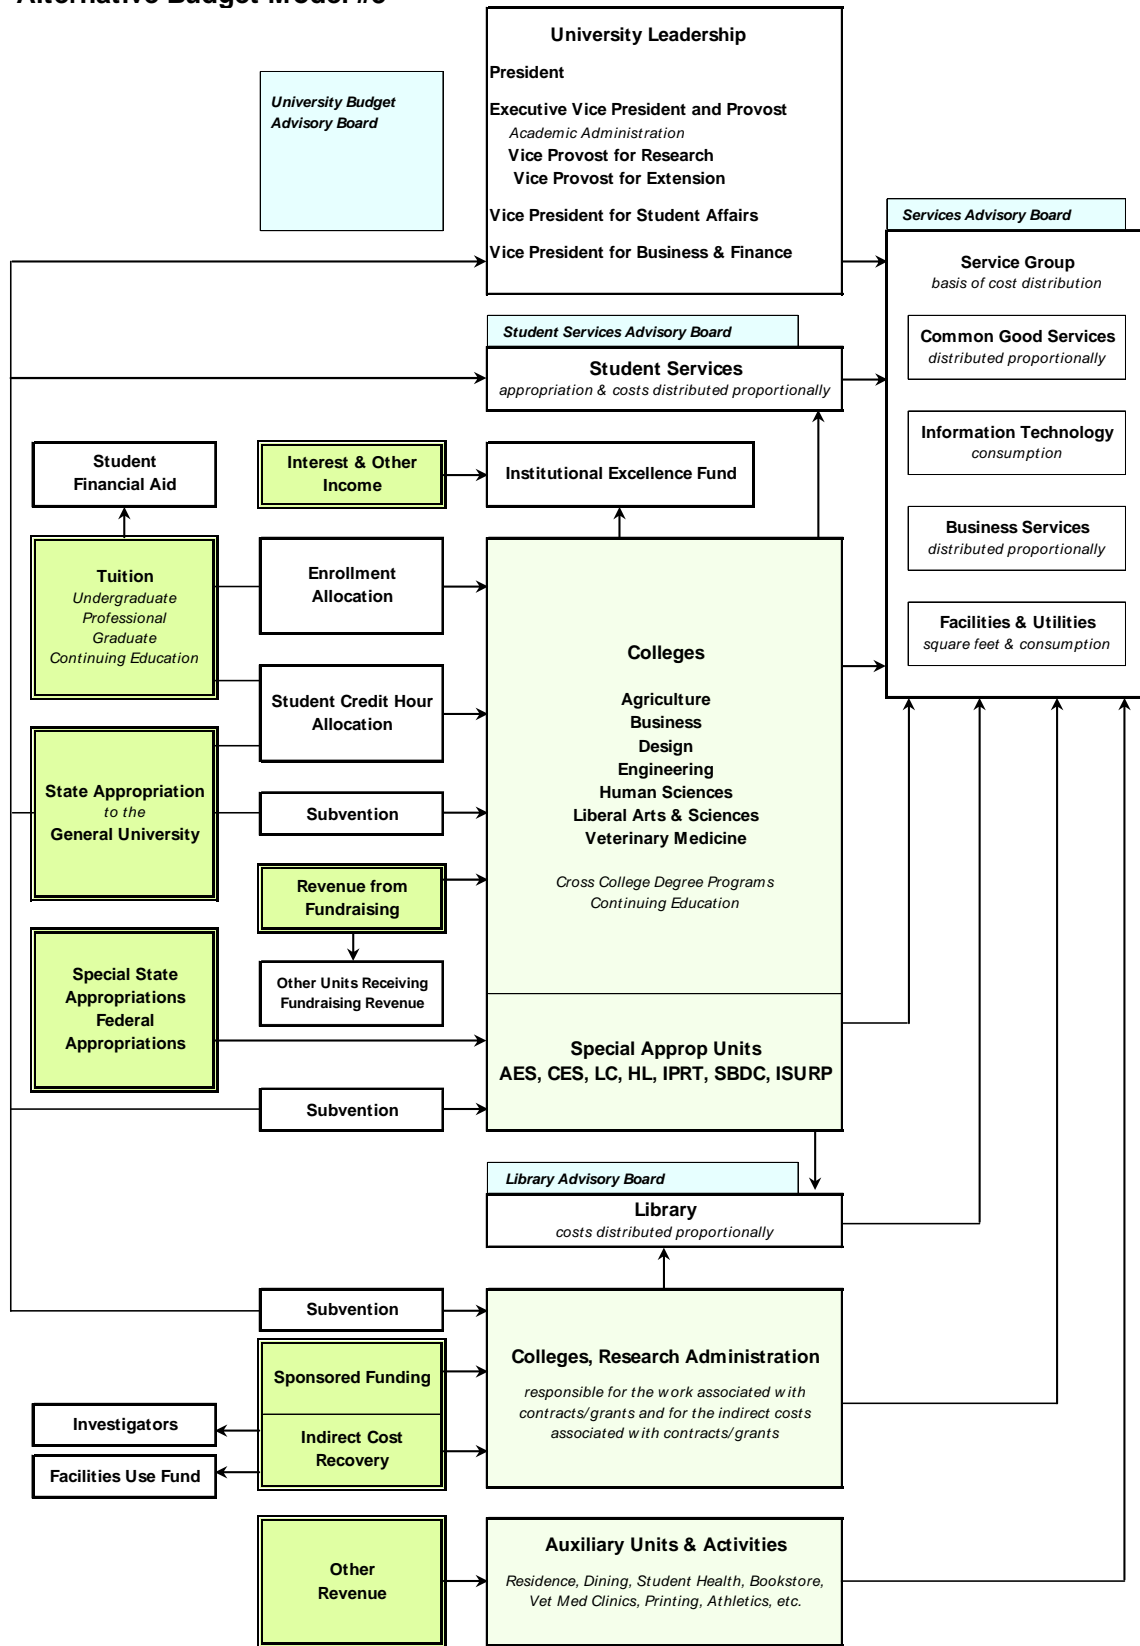 Alternative Budget Model #3
University Leadership
President
Executive Vice President and Provost
Academic Administration
Vice Provost for Research
Vice Provost for Extension
Vice President for Student Affairs
Vice President for Business & Finance
University Budget
Advisory Board
Services Advisory Board
Service Group
basis of cost distribution
Common Good Services
distributed proportionally
Information Technology
consumption
Business Services
distributed proportionally
Facilities & Utilities
square feet & consumption
Student Services Advisory Board
Student Services
appropriation & costs distributed proportionally
Student
Financial Aid
Interest & Other
Income
Institutional Excellence Fund
Tuition
Undergraduate
Professional
Graduate
Continuing Education
Enrollment
Allocation
Student Credit Hour
Allocation
State Appropriation
to the
General University
Subvention
Revenue from
Fundraising
Other Units Receiving
Fundraising Revenue
Colleges
Agriculture
Business
Design
Engineering
Human Sciences
Liberal Arts & Sciences
Veterinary Medicine
Cross College Degree Programs
Continuing Education
Special State
Appropriations
Federal
Appropriations
Special Approp Units
AES, CES, LC, HL, IPRT, SBDC, ISURP
Subvention
Library Advisory Board
Library
costs distributed proportionally
Subvention
Sponsored Funding
Indirect Cost
Recovery
Investigators
Facilities Use Fund
Colleges, Research Administration
responsible for the work associated with
contracts/grants and for the indirect costs
associated with contracts/grants
Other
Revenue
Auxiliary Units & Activities
Residence, Dining, Student Health, Bookstore,
Vet Med Clinics, Printing, Athletics, etc.